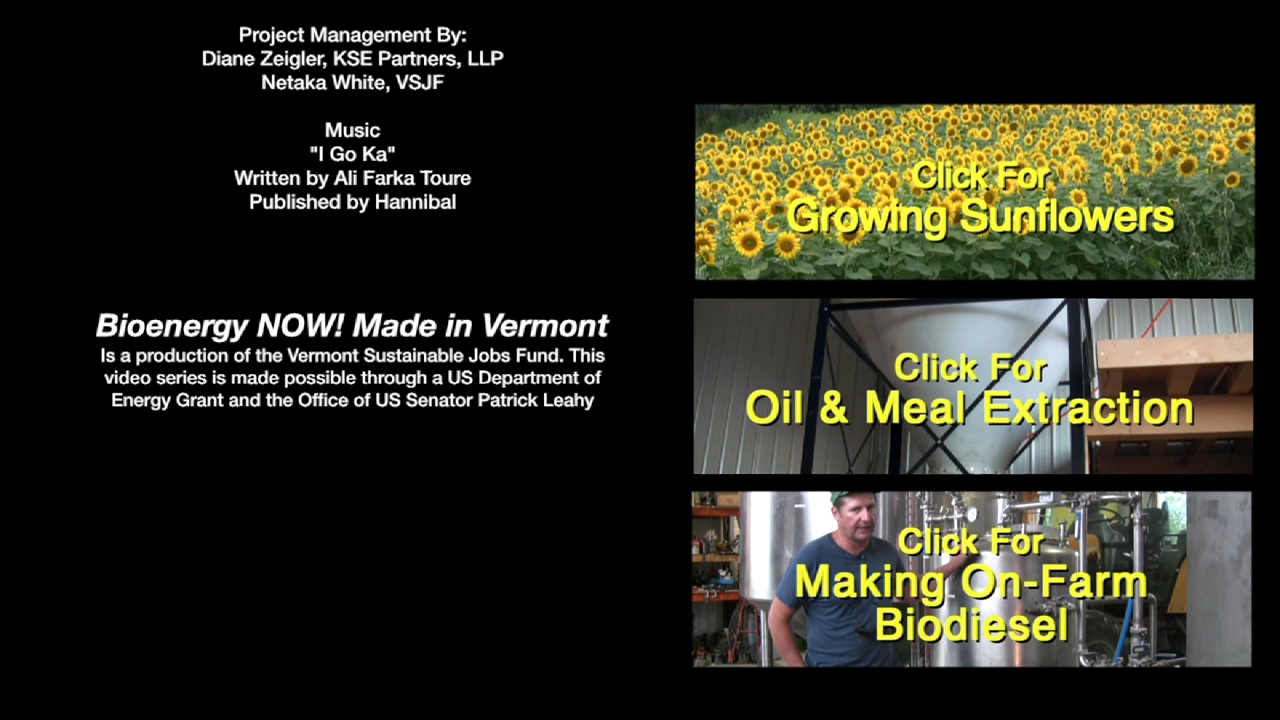 Project Management By:
Diane Zeigler, KSE Partners, LLP
Netaka White, VSJF
Music
"I Go Ka"
Written by Ali Farka Toure
Published by Hannibal
Bioenergy NOW! Made in Vermont
Is a production of the Vermont Sustainable Jobs Fund. This
video series is made possible through a US Department of
Energy Grant and the Office of US Senator Patrick Leahy
Click For
Growing Sunflowers
Click For
Oil & Meal Extraction
Click For
Making On-Farm
Biodiesel